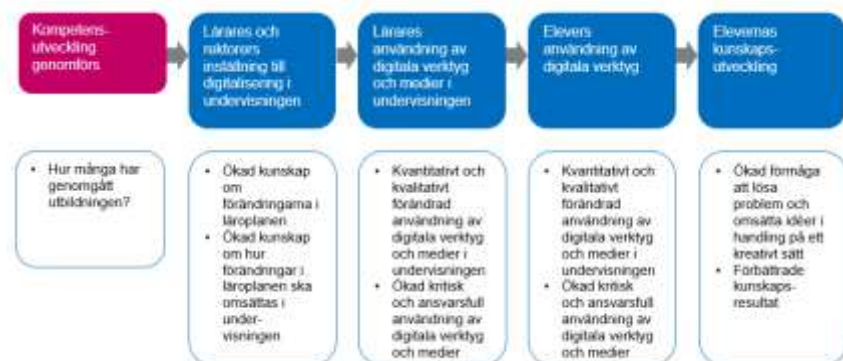 Kompetens-
utveckling
genomförs
Lärares och
rektorers
inställning till
digitalisering i
undervisningen
Lärares
användning av
digitala verktyg
och medier i
undervisningen
Elevers
användning av
digitala verktyg
Elevernas
kunskaps-
utveckling
• Hur många har
genomgått
utbildningen?
• Ökad kunskap
om
förändringarna i
läroplanen
• Ökad kunskap
om hur
förändringar i
läroplanen ska
omsättas i
under-
visningen
• Kvantitativt och
kvalitativt
förändrad
användning av
digitala verktyg
och medier i
undervisningen
• Ökad kritisk
och ansvarsfull
användning av
digitala verktyg
och medier
• Kvantitativt och
kvalitativt
förändrad
användning av
digitala verktyg
och medier i
undervisningen
• Ökad kritisk
och ansvarsfull
användning av
digitala verktyg
och medier
• Ökad förmåga
att lösa
problem och
omsätta idéer i
handling på ett
kreativt sätt
• Förbättrade
kunskaps-
resultat